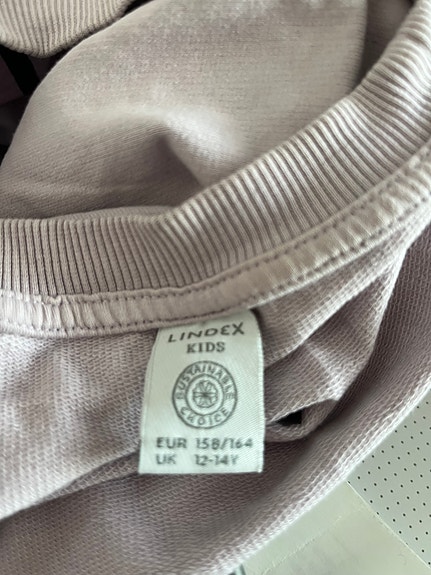 LINDEX
KIDS
SUSTAINABLE
CHOICE
EUR 158/164
UK 12-14Y